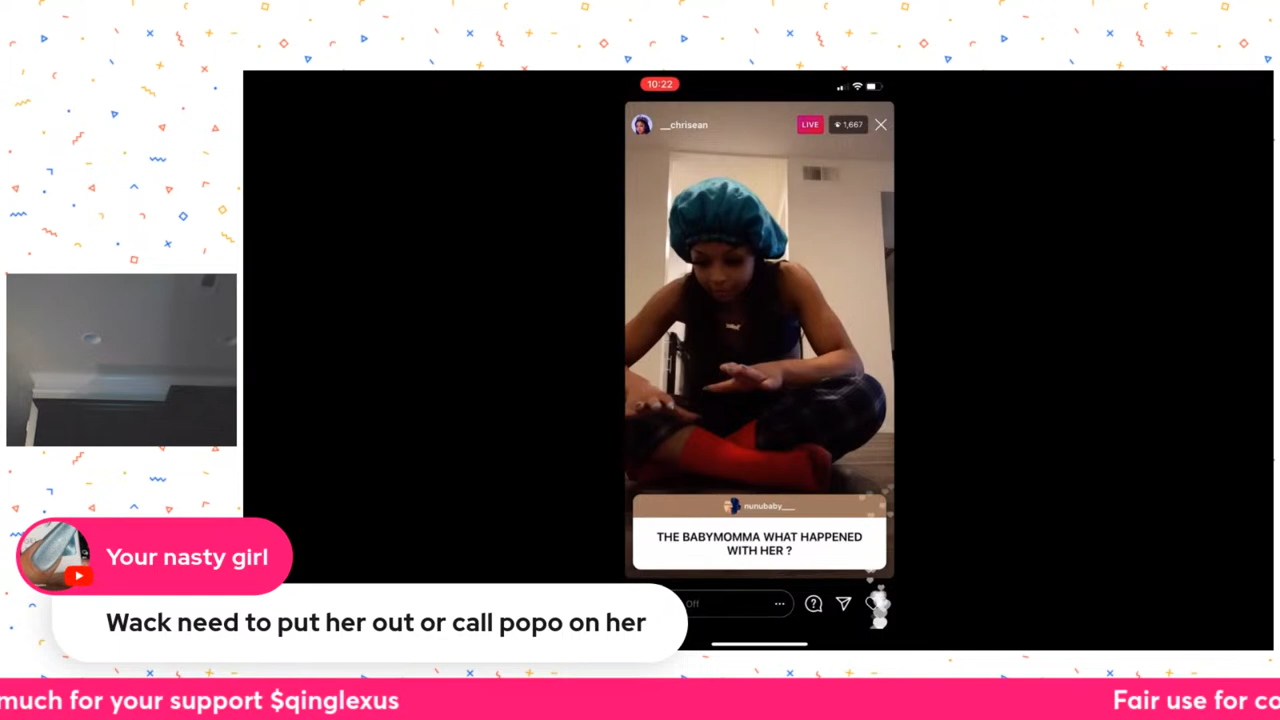 10:22
__chrisean
LIVE
1,667
nunubaby___
THE BABYMOMMA WHAT HAPPENED
WITH HER ?
Off
Your nasty girl
Wack need to put her out or call popo on her
much for your support $qinglexus
Fair use for co